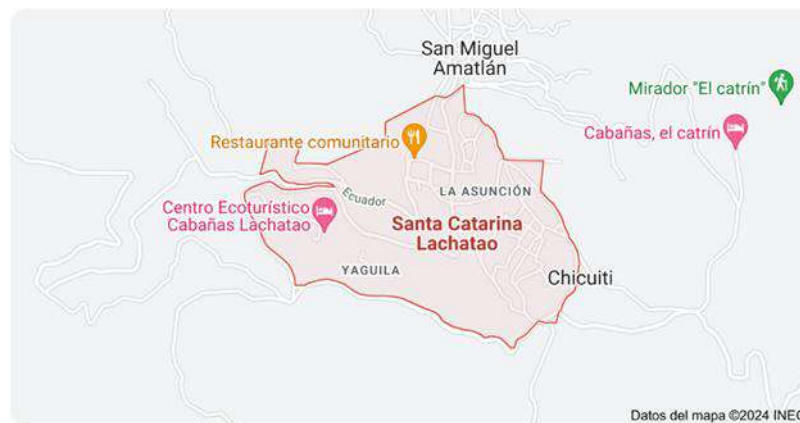 San Miguel
Amatlán
Mirador "El catrín"
Cabañas, el catrín
Restaurante comunitario
LA ASUNCIÓN
Ecuador
Centro Ecoturístico
Cabañas Làchatao
Santa Catarina
Lachatao
YAGUILA
Chicuiti
Datos del mapa ©2024 INEG